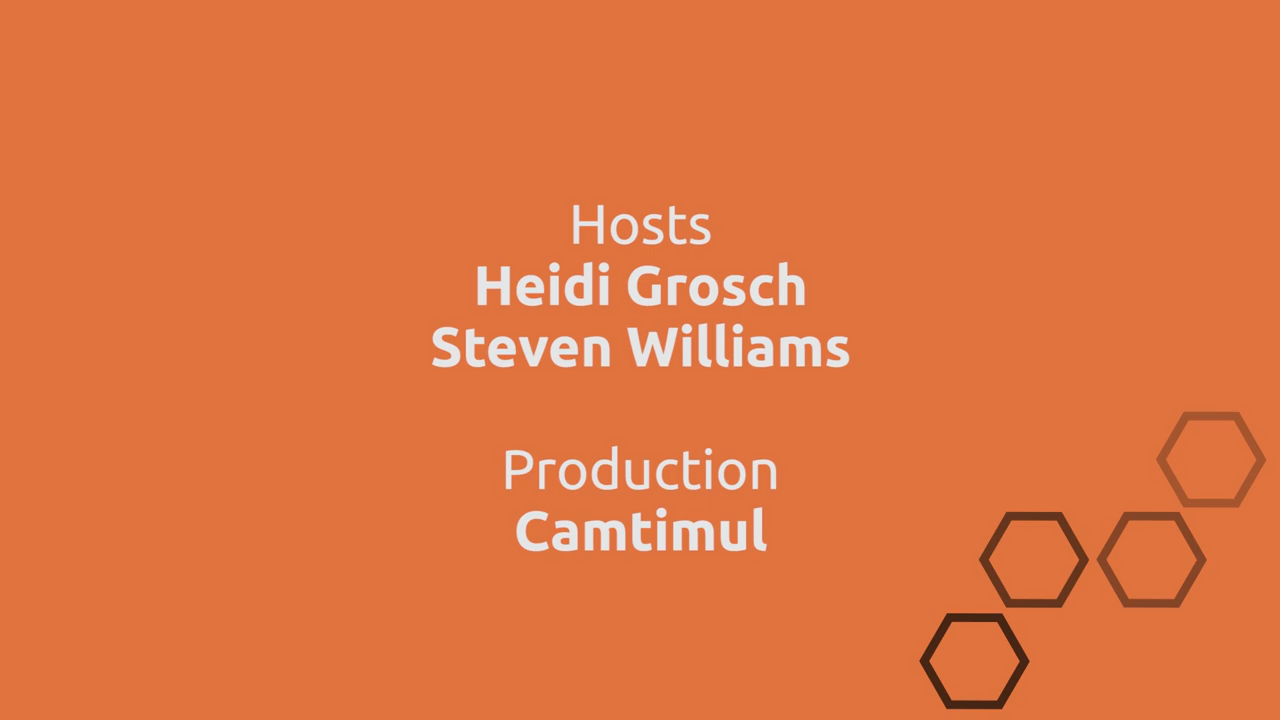 Hosts
Heidi Grosch
Steven Williams
Production
Camtimul